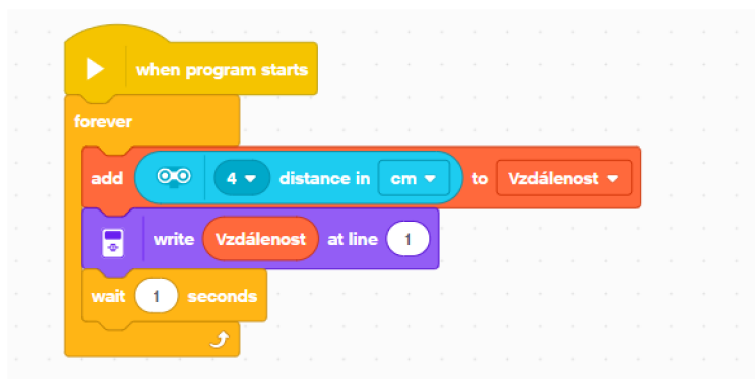 when program starts
forever
add 4 distance in cm to Vzdálenost
write Vzdálenost at line 1
wait 1 seconds